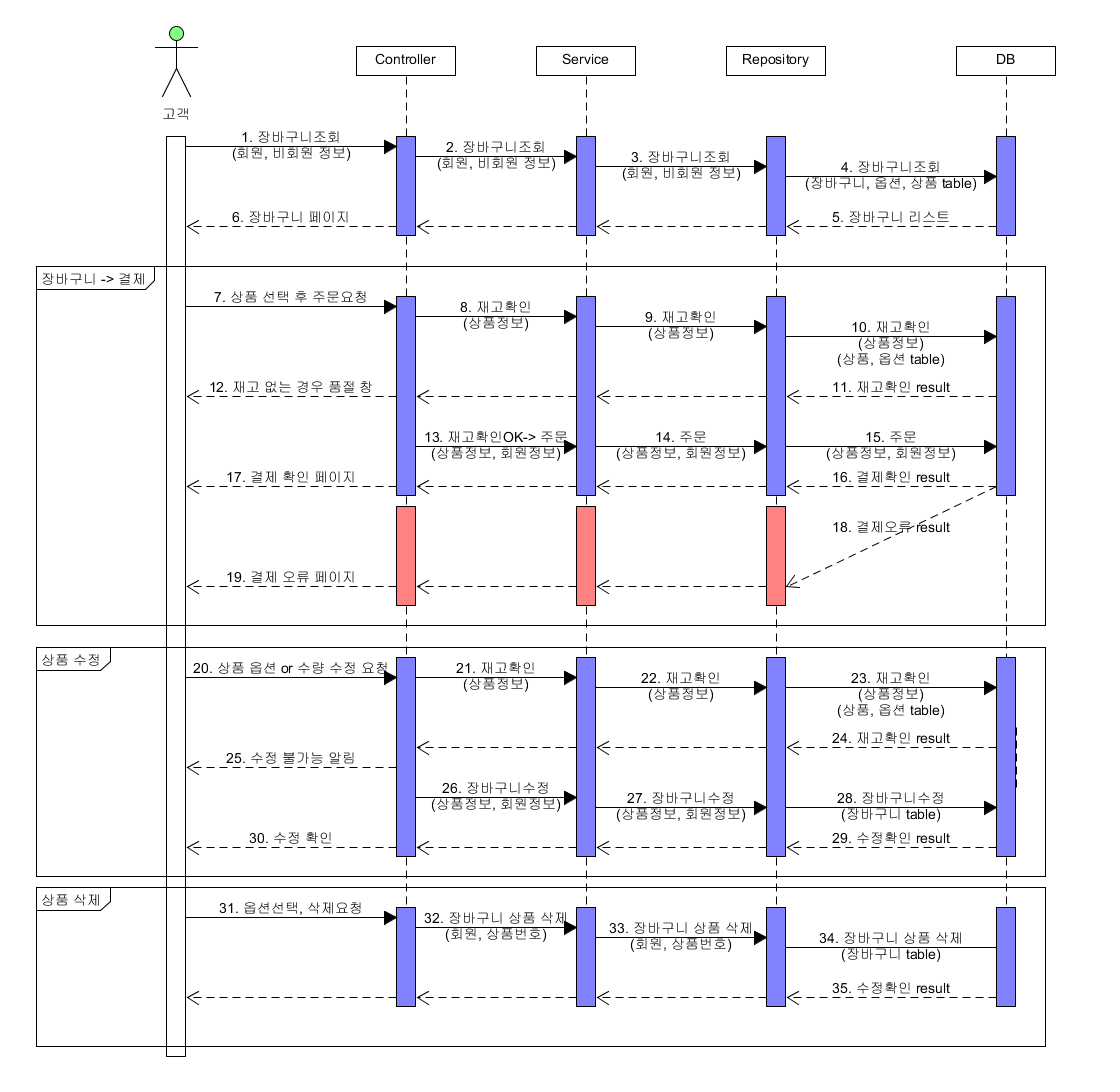 Controller
Service
Repository
DB
고객
1. 장바구니조회
(회원, 비회원 정보)
2. 장바구니조회
(회원, 비회원 정보)
3. 장바구니조회
(회원, 비회원 정보)
4. 장바구니조회
(장바구니, 옵션, 상품 table)
6. 장바구니 페이지
5. 장바구니 리스트
장바구니 -> 결제
7. 상품 선택 후 주문요청
8. 재고확인
(상품정보)
9. 재고확인
(상품정보)
10. 재고확인
(상품정보)
(상품, 옵션 table)
12. 재고 없는 경우 품절 창
11. 재고확인 result
13. 재고확인OK-> 주문
(상품정보, 회원정보)
14. 주문
(상품정보, 회원정보)
15. 주문
(상품정보, 회원정보)
17. 결제 확인 페이지
16. 결제확인 result
18. 결제오류 result
19. 결제 오류 페이지
상품 수정
20. 상품 옵션 or 수량 수정 요청
21. 재고확인
(상품정보)
22. 재고확인
(상품정보)
23. 재고확인
(상품정보)
(상품, 옵션 table)
24. 재고확인 result
25. 수정 불가능 알림
26. 장바구니수정
(상품정보, 회원정보)
27. 장바구니수정
(상품정보, 회원정보)
28. 장바구니수정
(장바구니 table)
30. 수정 확인
29. 수정확인 result
상품 삭제
31. 옵션선택, 삭제요청
32. 장바구니 상품 삭제
(회원, 상품번호)
33. 장바구니 상품 삭제
(회원, 상품번호)
34. 장바구니 상품 삭제
(장바구니 table)
35. 수정확인 result